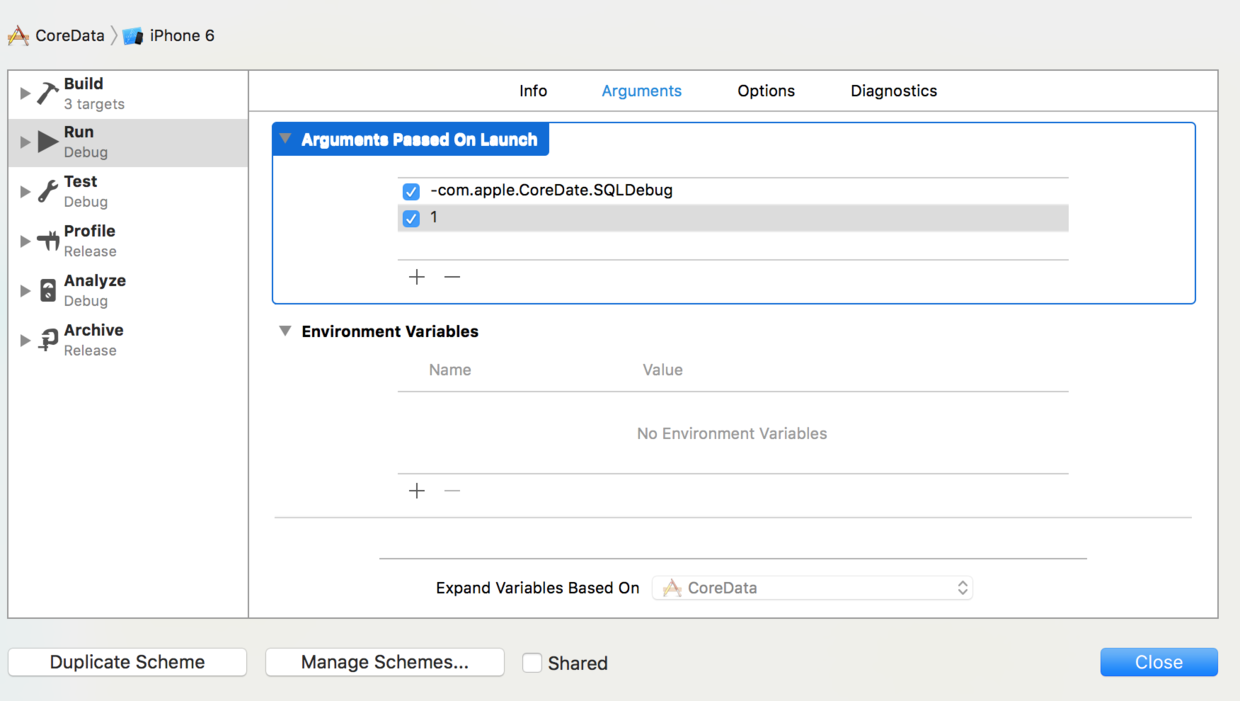 CoreData iPhone 6
Build
3 targets
Run
Debug
Test
Debug
Profile
Release
Analyze
Debug
Archive
Release
Info Arguments Options Diagnostics
Arguments Passed On Launch
-com.apple.CoreDate.SQLDebug
1
Environment Variables
Name Value
No Environment Variables
Expand Variables Based On CoreData
Duplicate Scheme Manage Schemes... Shared Close